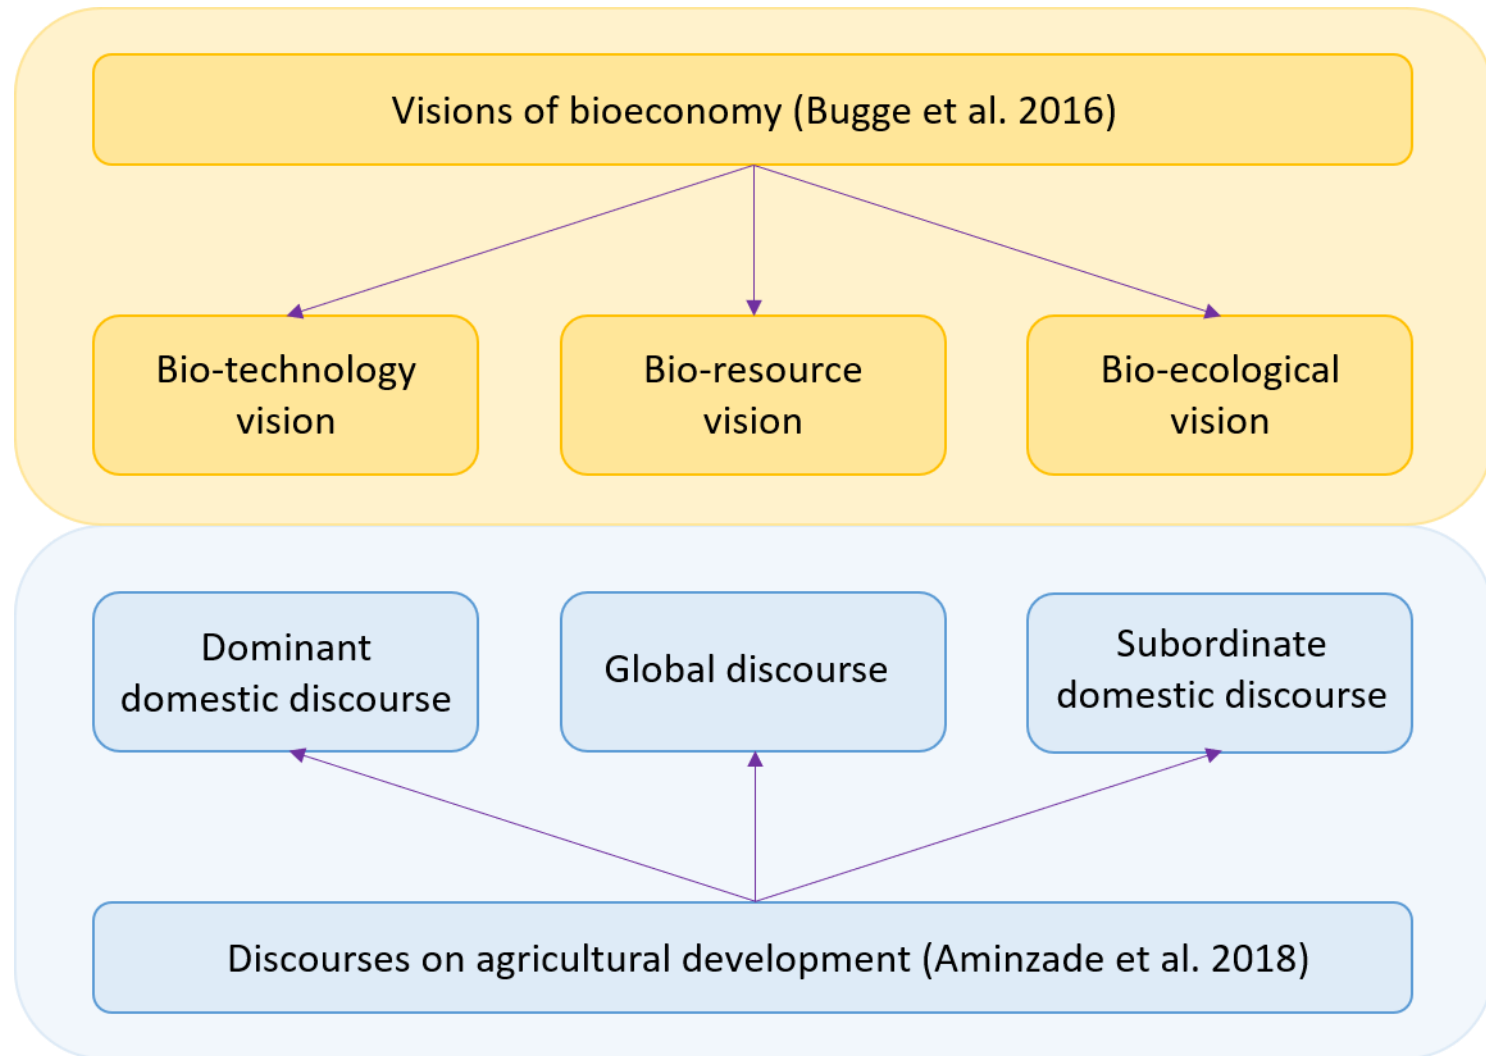 Visions of bioeconomy (Bugge et al. 2016)
Bio-technology
vision
Bio-resource
vision
Bio-ecological
vision
Dominant
domestic discourse
Global discourse
Subordinate
domestic discourse
Discourses on agricultural development (Aminzade et al. 2018)